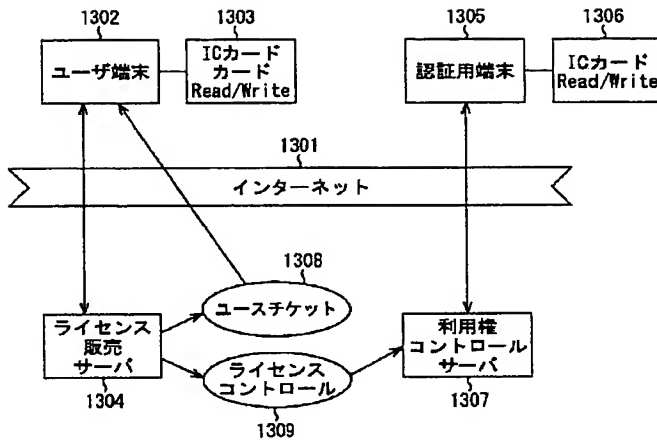 1302
1303
1305
1306
ユーザ端末
ICカード
カード
Read/Write
認証用端末
ICカード
Read/Write
1301
インターネット
1308
ユースチケット
ライセンス
販売
サーバ
1304
ライセンス
コントロール
1309
利用権
コントロール
サーバ
1307